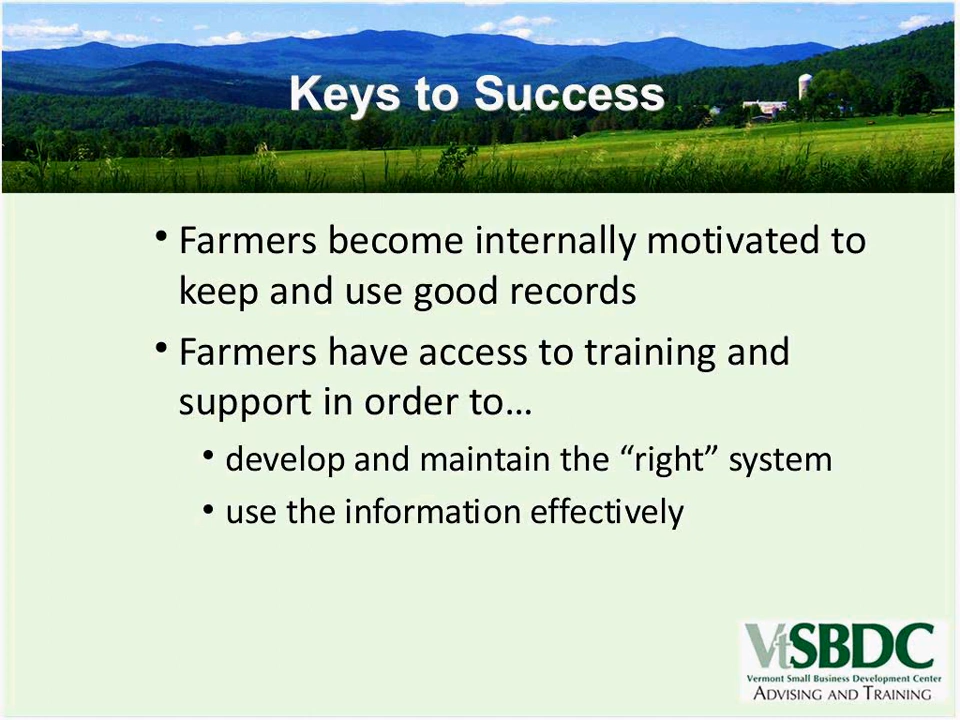 Keys to Success
• Farmers become internally motivated to
keep and use good records
• Farmers have access to training and
support in order to…
• develop and maintain the “right” system
• use the information effectively
VtSBDC
Vermont Small Business Development Center
ADVISING AND TRAINING